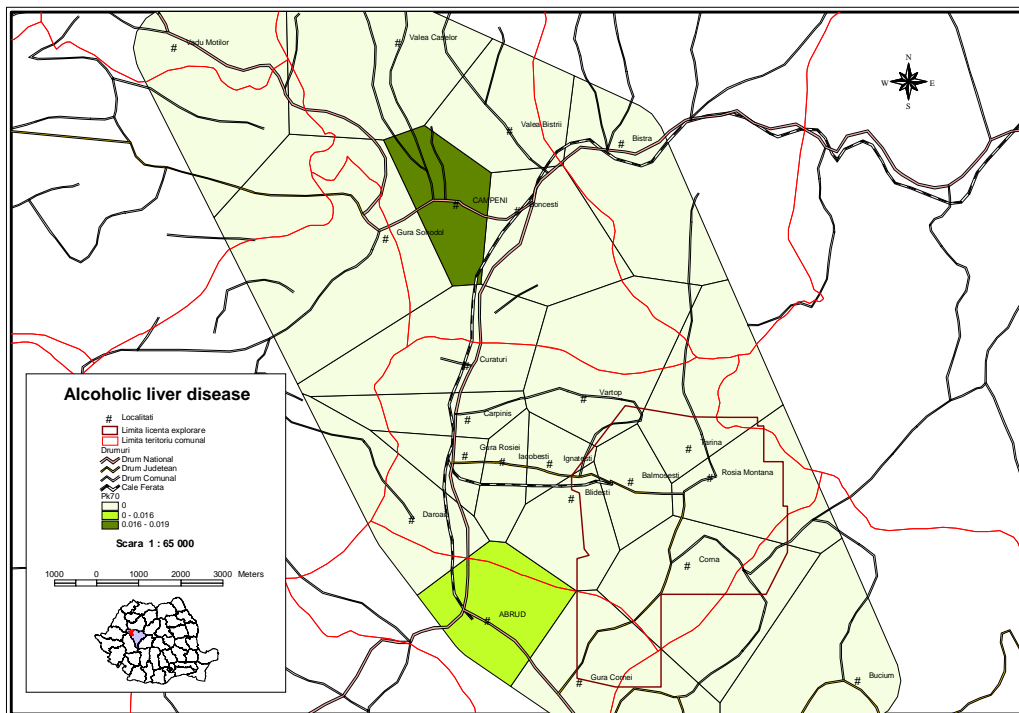 Vadu Motilor
Valea Caselor
N
W
E
S
Valea Bistrii
Bistra
CAMPENI
Boncesti
Gura Sohodol
Curaturi
Vartop
Carpinis
Gura Rosiei
Iacobesti
Ignatesti
Tarina
Balmosesti
Rosia Montana
Blidesti
Daroaia
Corna
ABRUD
Gura Cornei
Bucium
Alcoholic liver disease
# Localitati
Limita licenta explorare
Limita teritoriu comunal
Drumuri
Drum National
Drum Judetean
Drum Comunal
Cale Ferata
Pk70
0
0 - 0.016
0.016 - 0.019
Scara 1 : 65 000
1000 0 1000 2000 3000 Meters